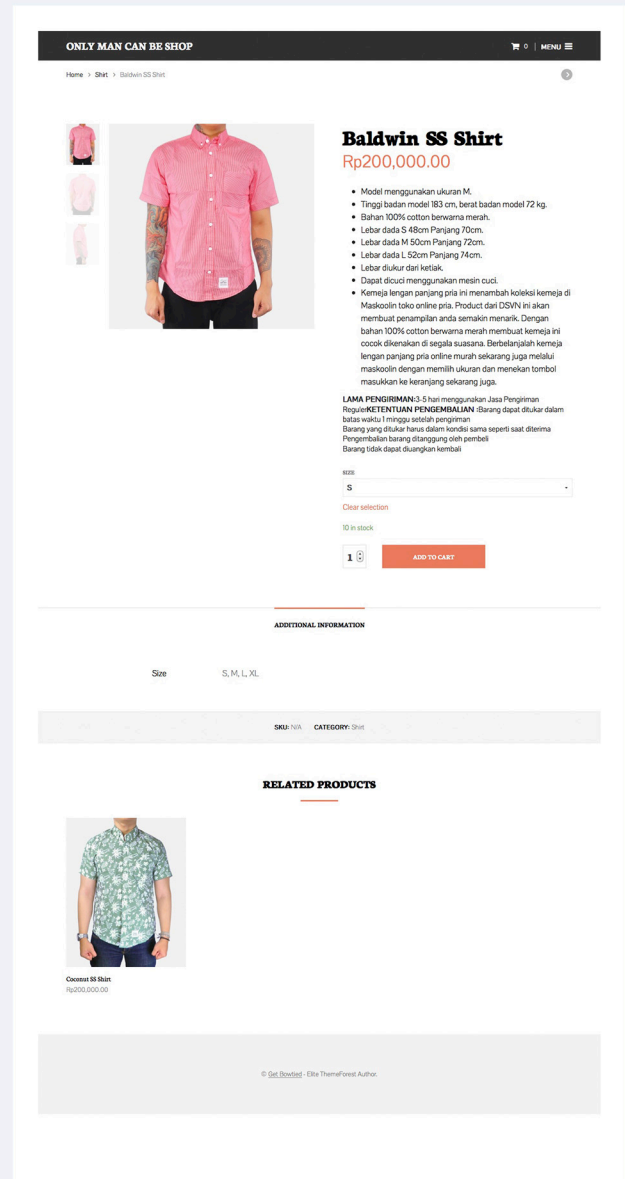 ONLY MAN CAN BE SHOP
0 | MENU
Home > Shirt > Baldwin SS Shirt
Baldwin SS Shirt
Rp200,000.00
Model menggunakan ukuran M.
Tinggi badan model 183 cm, berat badan model 72 kg.
Bahan 100% cotton berwarna merah.
Lebar dada S 48cm Panjang 70cm.
Lebar dada M 50cm Panjang 72cm.
Lebar dada L 52cm Panjang 74cm.
Lebar diukur dari ketiak.
Dapat dicuci menggunakan mesin cuci.
Kemeja lengan panjang pria ini menambah koleksi kemeja di
Maskoolin toko online pria. Product dari DSVN ini akan
membuat penampilan anda semakin menarik. Dengan
bahan 100% cotton berwarna merah membuat kemeja ini
cocok dikenakan di segala suasana. Berbelanjalah kemeja
lengan panjang pria online murah sekarang juga melalui
maskoolin dengan memilih ukuran dan menekan tombol
masukkan ke keranjang sekarang juga.
LAMA PENGIRIMAN:3-5 hari menggunakan Jasa Pengiriman
RegulerKETENTUAN PENGEMBALIAN :Barang dapat ditukar dalam
batas waktu 1 minggu setelah pengiriman
Barang yang ditukar harus dalam kondisi sama seperti saat diterima
Pengembalian barang ditanggung oleh pembeli
Barang tidak dapat diuangkan kembali
SIZE
S
Clear selection
10 in stock
1
ADD TO CART
ADDITIONAL INFORMATION
Size S, M, L, XL
SKU: N/A CATEGORY: Shirt
RELATED PRODUCTS
Coconut SS Shirt
Rp200,000.00
© Get Bowtied - Elite ThemeForest Author.